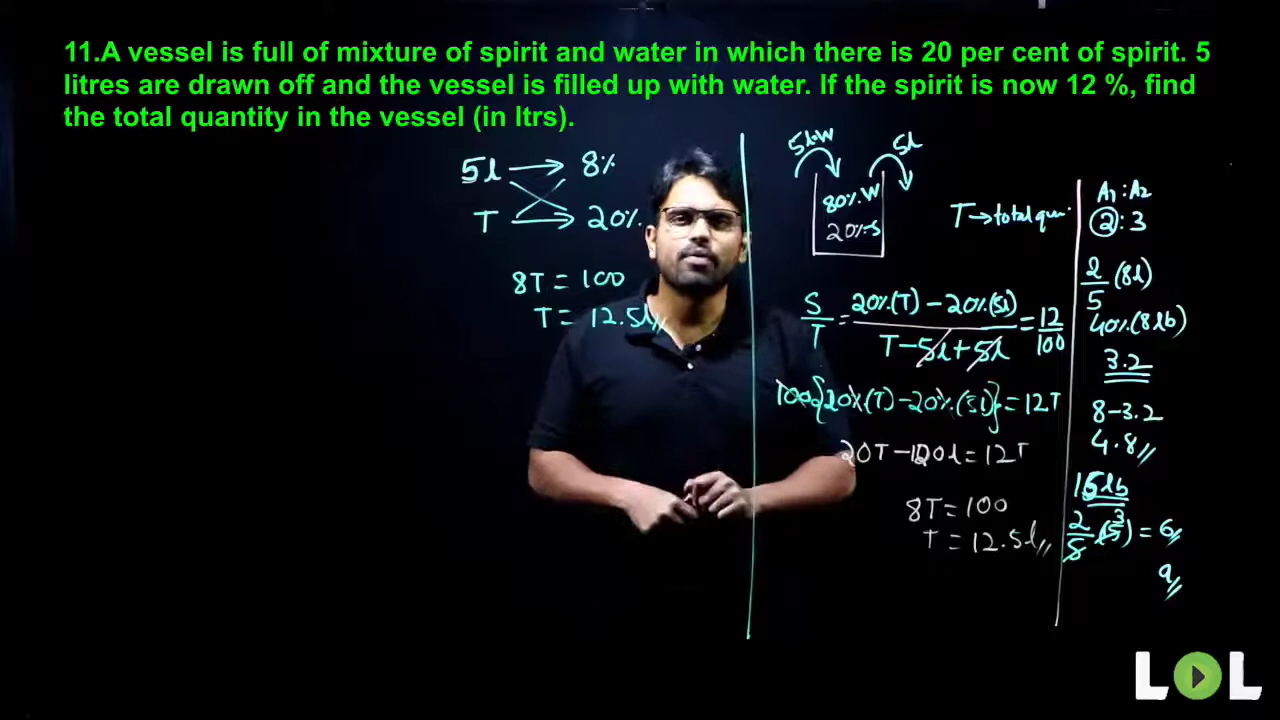 11.A vessel is full of mixture of spirit and water in which there is 20 per cent of spirit. 5
litres are drawn off and the vessel is filled up with water. If the spirit is now 12 %, find
the total quantity in the vessel (in ltrs).
5l → 8%
T → 20%.
8T = 100
T = 12.5l
5l.W 5l
80%.W
20%S
T→total qun.
S/T = 20%(T) - 20%(5l) / T-5l+5l = 12/100
100{20%(T) - 20%(5l)} = 12T
20T - 100l = 12T
8T = 100
T = 12.5l
A1 : A2
2 : 3
2/5 (8l)
40%(8lb)
3.2
8-3.2
4.8
15lb
2/5 (15) 3 = 6
9
LOL